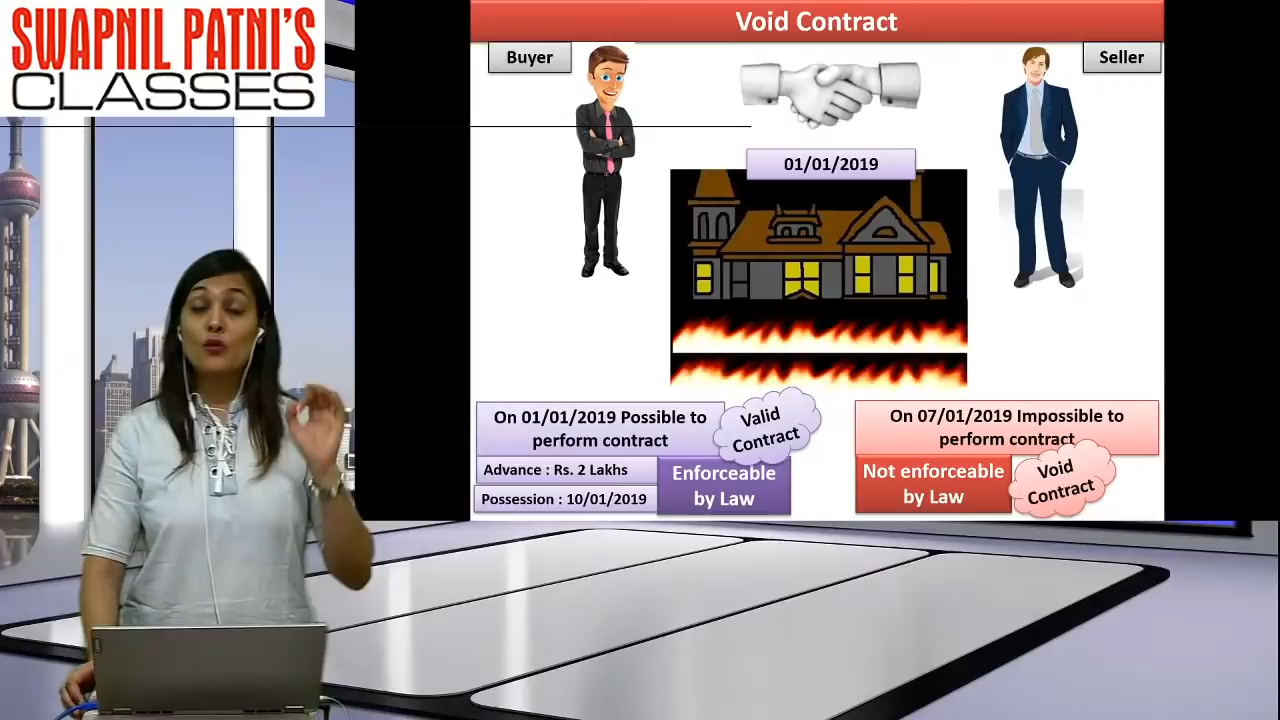 SWAPNIL PATNI'S
CLASSES
Void Contract
Buyer
Seller
01/01/2019
On 01/01/2019 Possible to
perform contract
Valid
Contract
Advance : Rs. 2 Lakhs
Possession : 10/01/2019
Enforceable
by Law
On 07/01/2019 Impossible to
perform contract
Not enforceable
by Law
Void
Contract